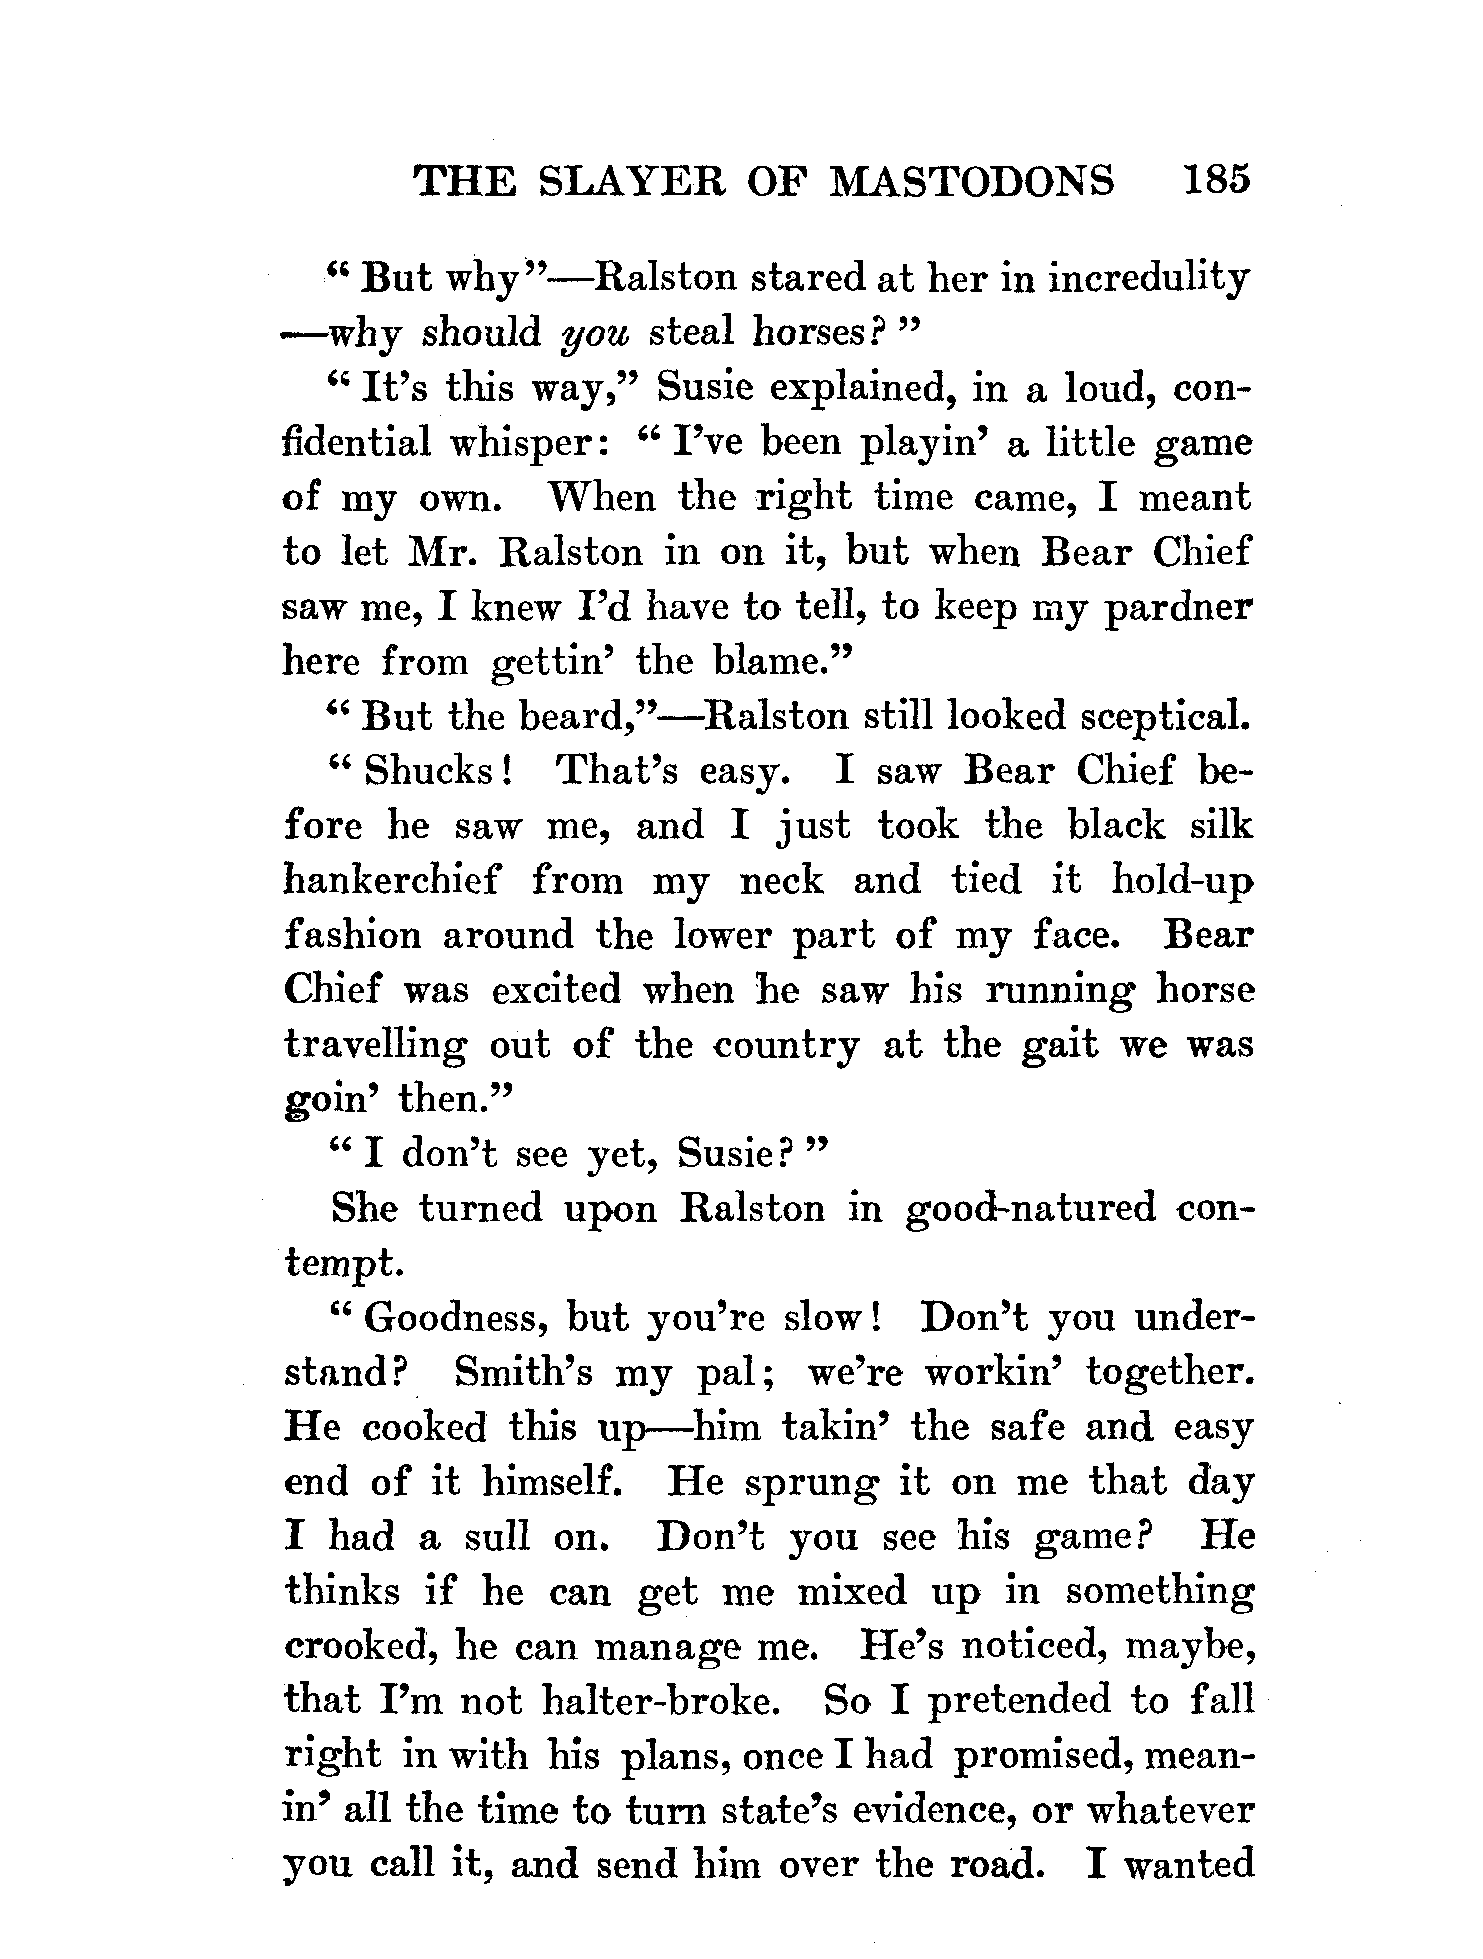 THE SLAYER OF MASTODONS 185
“ But why”—Ralston stared at her in incredulity
—why should you steal horses? ”
“ It’s this way,” Susie explained, in a loud, con-
fidential whisper: “ I’ve been playin’ a little game
of my own. When the right time came, I meant
to let Mr. Ralston in on it, but when Bear Chief
saw me, I knew I’d have to tell, to keep my pardner
here from gettin’ the blame.”
“ But the beard,”—Ralston still looked sceptical.
“ Shucks! That’s easy. I saw Bear Chief be-
fore he saw me, and I just took the black silk
hankerchief from my neck and tied it hold-up
fashion around the lower part of my face. Bear
Chief was excited when he saw his running horse
travelling out of the country at the gait we was
goin’ then.”
“ I don’t see yet, Susie? ”
She turned upon Ralston in good-natured con-
tempt.
“ Goodness, but you’re slow! Don’t you under-
stand? Smith’s my pal; we’re workin’ together.
He cooked this up—him takin’ the safe and easy
end of it himself. He sprung it on me that day
I had a sull on. Don’t you see his game? He
thinks if he can get me mixed up in something
crooked, he can manage me. He’s noticed, maybe,
that I’m not halter-broke. So I pretended to fall
right in with his plans, once I had promised, mean-
in’ all the time to turn state’s evidence, or whatever
you call it, and send him over the road. I wanted